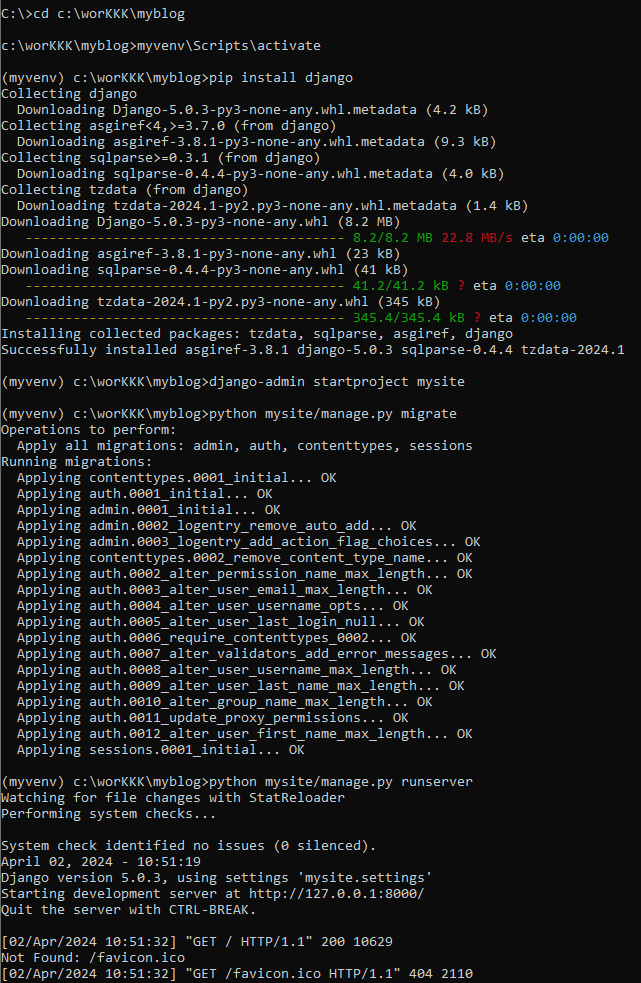 C:\>cd c:\worKKK\myblog
c:\worKKK\myblog>myvenv\Scripts\activate
(myvenv) c:\worKKK\myblog>pip install django
Collecting django
  Downloading Django-5.0.3-py3-none-any.whl.metadata (4.2 kB)
Collecting asgiref<4,>=3.7.0 (from django)
  Downloading asgiref-3.8.1-py3-none-any.whl.metadata (9.3 kB)
Collecting sqlparse>=0.3.1 (from django)
  Downloading sqlparse-0.4.4-py3-none-any.whl.metadata (4.0 kB)
Collecting tzdata (from django)
  Downloading tzdata-2024.1-py2.py3-none-any.whl.metadata (1.4 kB)
Downloading Django-5.0.3-py3-none-any.whl (8.2 MB)
   ---------------------------------------- 8.2/8.2 MB 22.8 MB/s eta 0:00:00
Downloading asgiref-3.8.1-py3-none-any.whl (23 kB)
Downloading sqlparse-0.4.4-py3-none-any.whl (41 kB)
   ---------------------------------------- 41.2/41.2 kB ? eta 0:00:00
Downloading tzdata-2024.1-py2.py3-none-any.whl (345 kB)
   ---------------------------------------- 345.4/345.4 kB ? eta 0:00:00
Installing collected packages: tzdata, sqlparse, asgiref, django
Successfully installed asgiref-3.8.1 django-5.0.3 sqlparse-0.4.4 tzdata-2024.1
(myvenv) c:\worKKK\myblog>django-admin startproject mysite
(myvenv) c:\worKKK\myblog>python mysite/manage.py migrate
Operations to perform:
  Apply all migrations: admin, auth, contenttypes, sessions
Running migrations:
  Applying contenttypes.0001_initial... OK
  Applying auth.0001_initial... OK
  Applying admin.0001_initial... OK
  Applying admin.0002_logentry_remove_auto_add... OK
  Applying admin.0003_logentry_add_action_flag_choices... OK
  Applying contenttypes.0002_remove_content_type_name... OK
  Applying auth.0002_alter_permission_name_max_length... OK
  Applying auth.0003_alter_user_email_max_length... OK
  Applying auth.0004_alter_user_username_opts... OK
  Applying auth.0005_alter_user_last_login_null... OK
  Applying auth.0006_require_contenttypes_0002... OK
  Applying auth.0007_alter_validators_add_error_messages... OK
  Applying auth.0008_alter_user_username_max_length... OK
  Applying auth.0009_alter_user_last_name_max_length... OK
  Applying auth.0010_alter_group_name_max_length... OK
  Applying auth.0011_update_proxy_permissions... OK
  Applying auth.0012_alter_user_first_name_max_length... OK
  Applying sessions.0001_initial... OK
(myvenv) c:\worKKK\myblog>python mysite/manage.py runserver
Watching for file changes with StatReloader
Performing system checks...
System check identified no issues (0 silenced).
April 02, 2024 - 10:51:19
Django version 5.0.3, using settings 'mysite.settings'
Starting development server at http://127.0.0.1:8000/
Quit the server with CTRL-BREAK.
[02/Apr/2024 10:51:32] "GET / HTTP/1.1" 200 10629
Not Found: /favicon.ico
[02/Apr/2024 10:51:32] "GET /favicon.ico HTTP/1.1" 404 2110